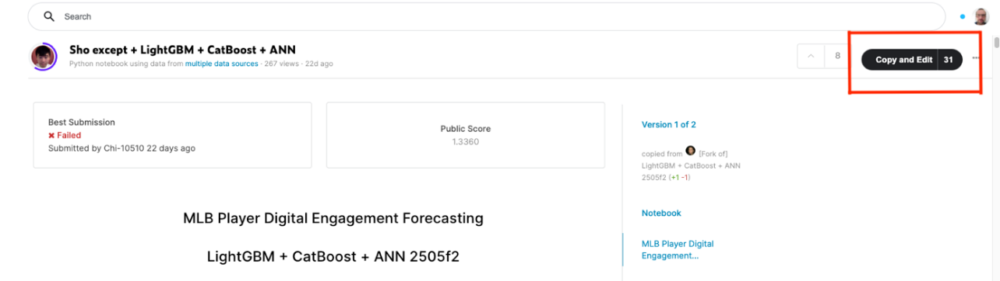 Search
Sho except + LightGBM + CatBoost + ANN
Python notebook using data from multiple data sources · 267 views · 22d ago
8
Copy and Edit 31
Best Submission
Failed
Submitted by Chi-10510 22 days ago
Public Score
1.3360
Version 1 of 2
copied from [Fork of]
LightGBM + CatBoost + ANN
2505f2 (+1 -1)
Notebook
MLB Player Digital
Engagement...
MLB Player Digital Engagement Forecasting
LightGBM + CatBoost + ANN 2505f2